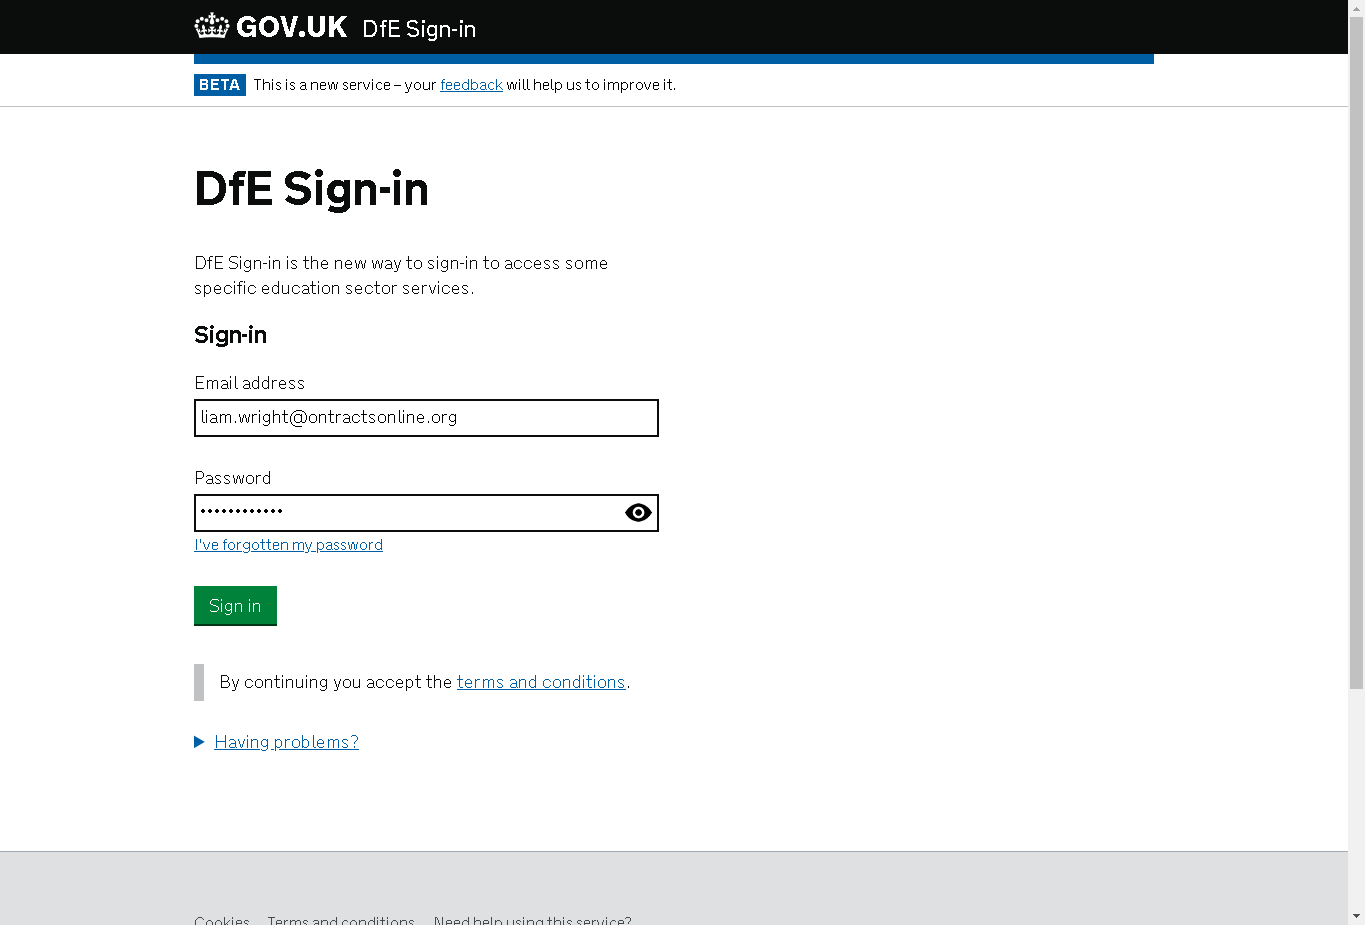 GOV.UK DfE Sign-in
BETA This is a new service – your feedback will help us to improve it.
DfE Sign-in
DfE Sign-in is the new way to sign-in to access some
specific education sector services.
Sign-in
Email address
liam.wright@ontractsonline.org
Password
••••••••••••
I've forgotten my password
Sign in
By continuing you accept the terms and conditions.
Having problems?
Cookies Terms and conditions Need help using this service?